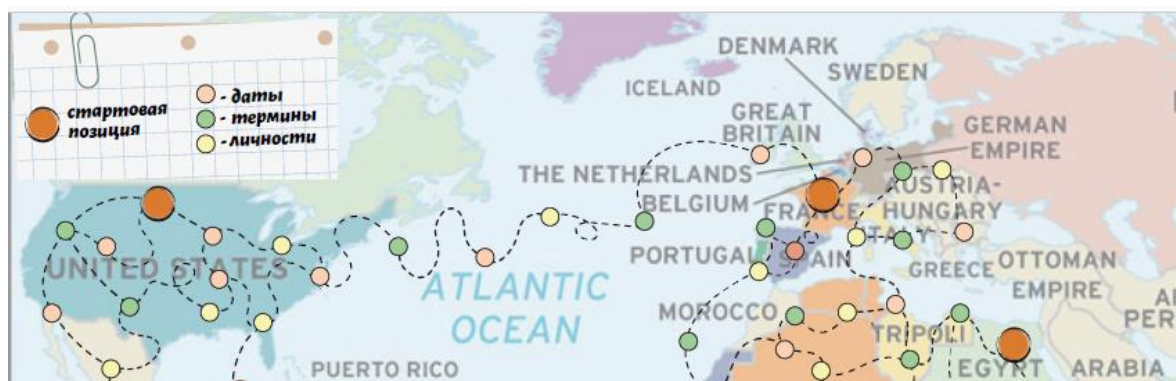 стартовая
позиция
- даты
- термины
- личности
DENMARK
SWEDEN
ICELAND
GREAT
BRITAIN
GERMAN
EMPIRE
THE NETHERLANDS
BELGIUM
AUSTRIA-
HUNGARY
FRANCE
ITALY
UNITED STATES
PORTUGAL
SPAIN
GREECE
OTTOMAN
EMPIRE
ATLANTIC
OCEAN
MOROCCO
TRIPOLI
PER
PUERTO RICO
EGYPT
ARABIA